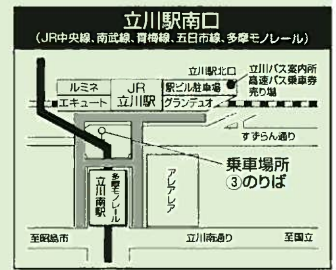 立川駅南口
(JR中央線、南武線、青梅線、五日市線、多摩モノレール)
立川駅北口
立川バス案内所
高速バス乗車券
売り場
ルミネ
JR
立川駅
駅ビル駐車場
エキュート
グランデュオ
すずらん通り
乗車場所
③のりば
多摩モノレール
立川南駅
アレアレア
至昭島市
立川南通り
至国立